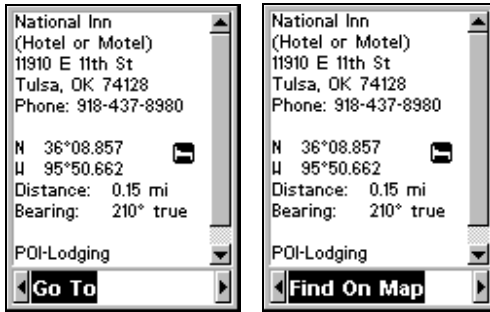 National Inn
(Hotel or Motel)
11910 E 11th St
Tulsa, OK 74128
Phone: 918-437-8980
N 36°08.857
W 95°50.662
Distance: 0.15 mi
Bearing: 210° true
POI-Lodging
Go To
National Inn
(Hotel or Motel)
11910 E 11th St
Tulsa, OK 74128
Phone: 918-437-8980
N 36°08.857
W 95°50.662
Distance: 0.15 mi
Bearing: 210° true
POI-Lodging
Find On Map